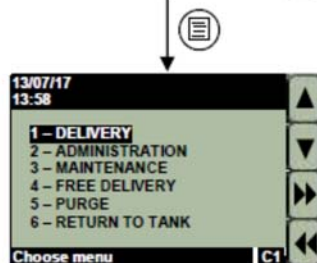 13/07/17
13:58
1 – DELIVERY
2 – ADMINISTRATION
3 – MAINTENANCE
4 – FREE DELIVERY
5 – PURGE
6 – RETURN TO TANK
Choose menu C1